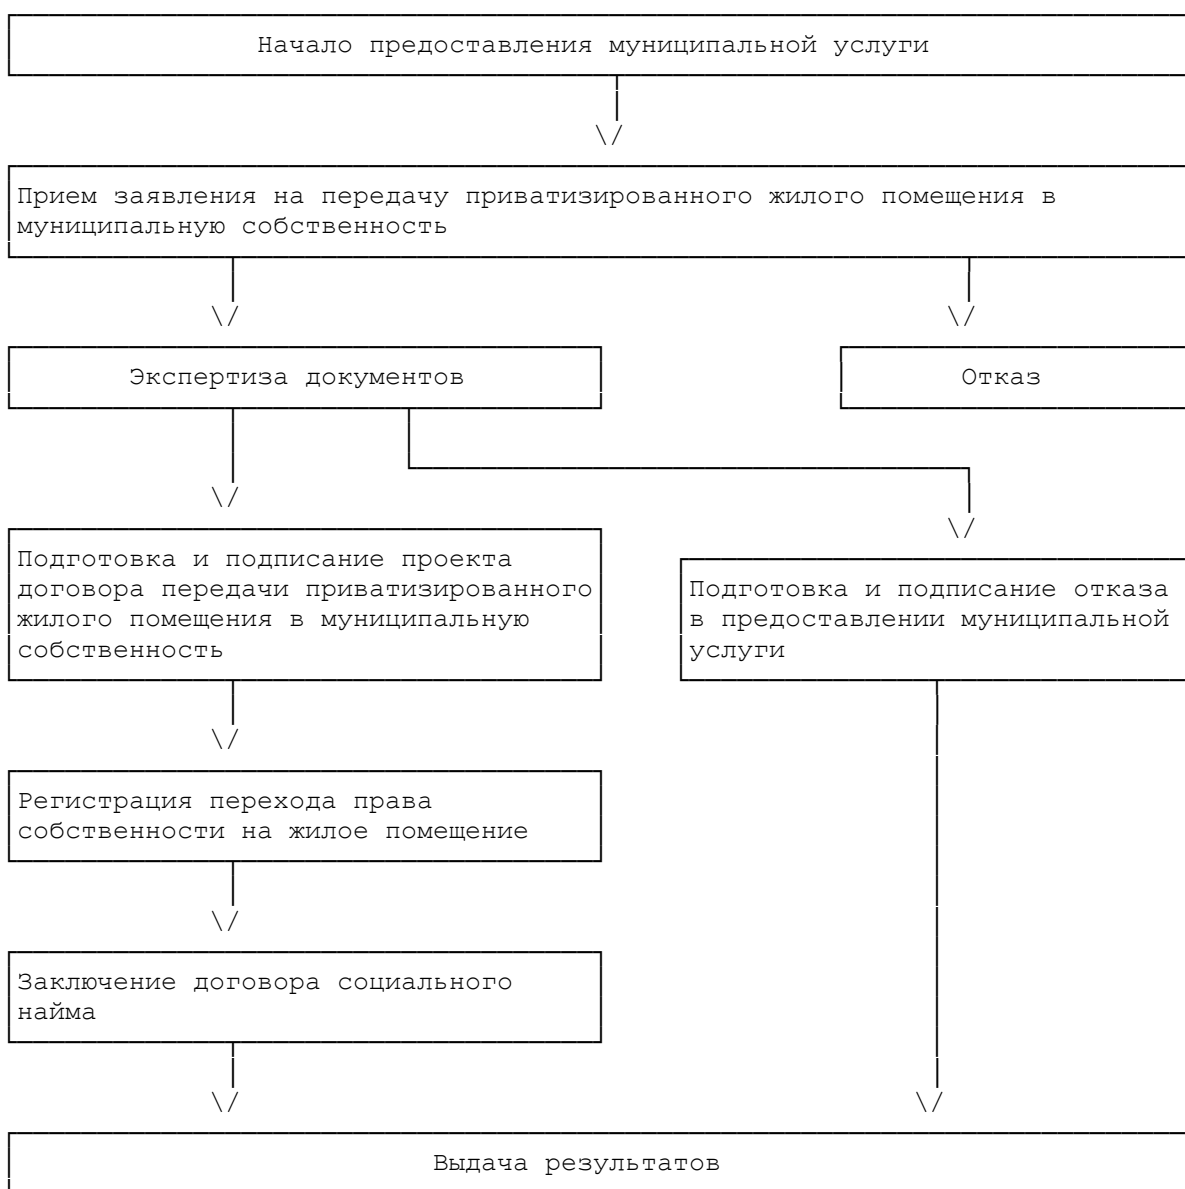 Начало предоставления муниципальной услуги
Прием заявления на передачу приватизированного жилого помещения в
муниципальную собственность
Экспертиза документов
Отказ
Подготовка и подписание проекта
договора передачи приватизированного
жилого помещения в муниципальную
собственность
Подготовка и подписание отказа
в предоставлении муниципальной
услуги
Регистрация перехода права
собственности на жилое помещение
Заключение договора социального
найма
Выдача результатов